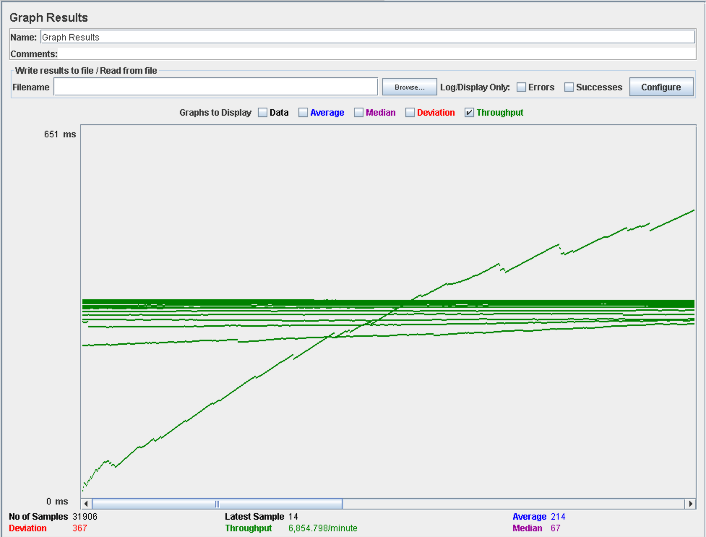 Graph Results
Name: Graph Results
Comments:
Write results to file / Read from file
Filename Browse... Log/Display Only: Errors Successes Configure
Graphs to Display Data Average Median Deviation Throughput
651 ms
0 ms
No of Samples 31906 Latest Sample 14 Average 214
Deviation 367 Throughput 6,854.798/minute Median 67